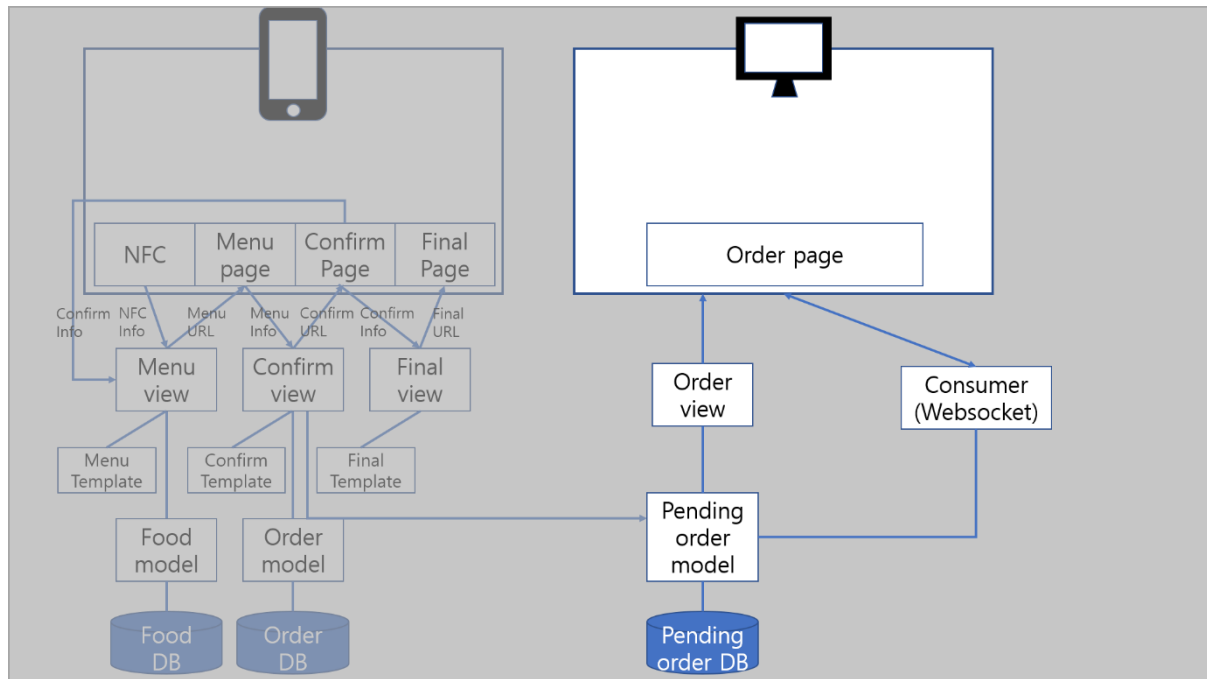 NFC
Menu
page
Confirm
Page
Final
Page
Order page
Confirm
Info
NFC
Info
Menu
URL
Menu
Info
Confirm
URL
Confirm
Info
Final
URL
Menu
view
Confirm
view
Final
view
Order
view
Consumer
(Websocket)
Menu
Template
Confirm
Template
Final
Template
Food
model
Order
model
Pending
order
model
Food
DB
Order
DB
Pending
order DB